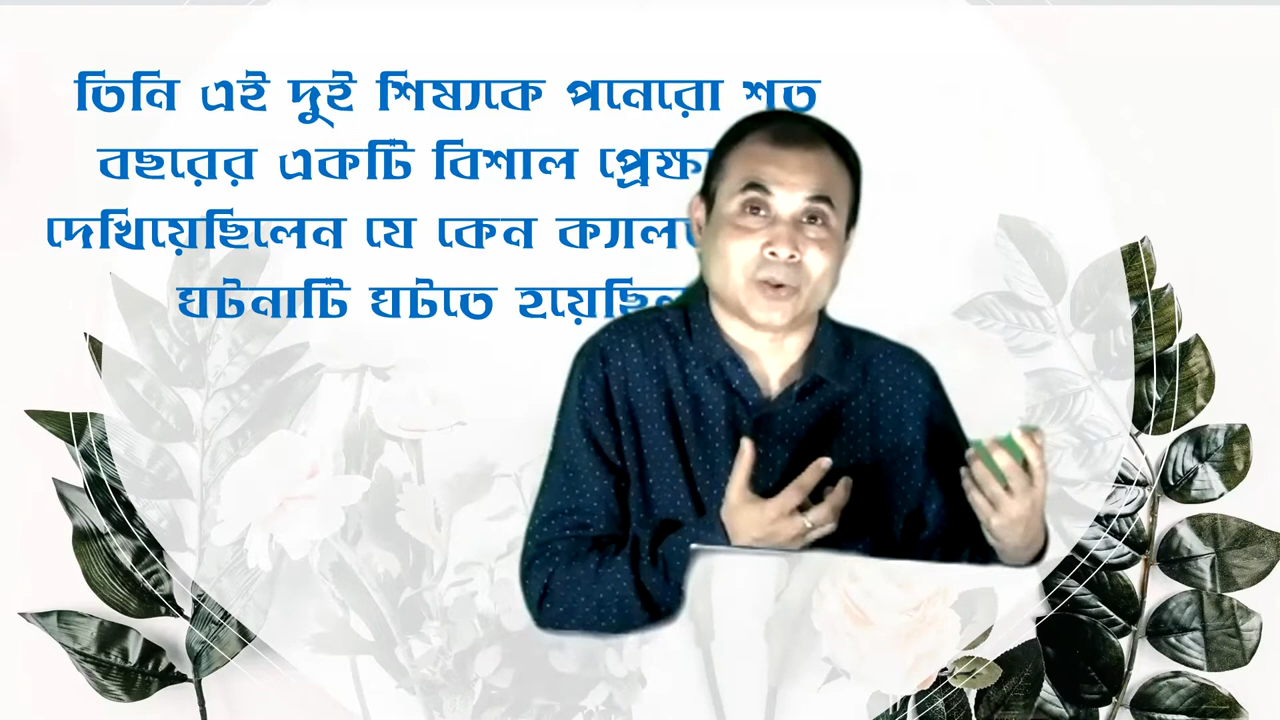 তিনি এই দুই শিষ্যকে পনেরো শত
বছরের একটি বিশাল
দেখিয়েছিলেন যে কেন
ঘটনাটি ঘটতে